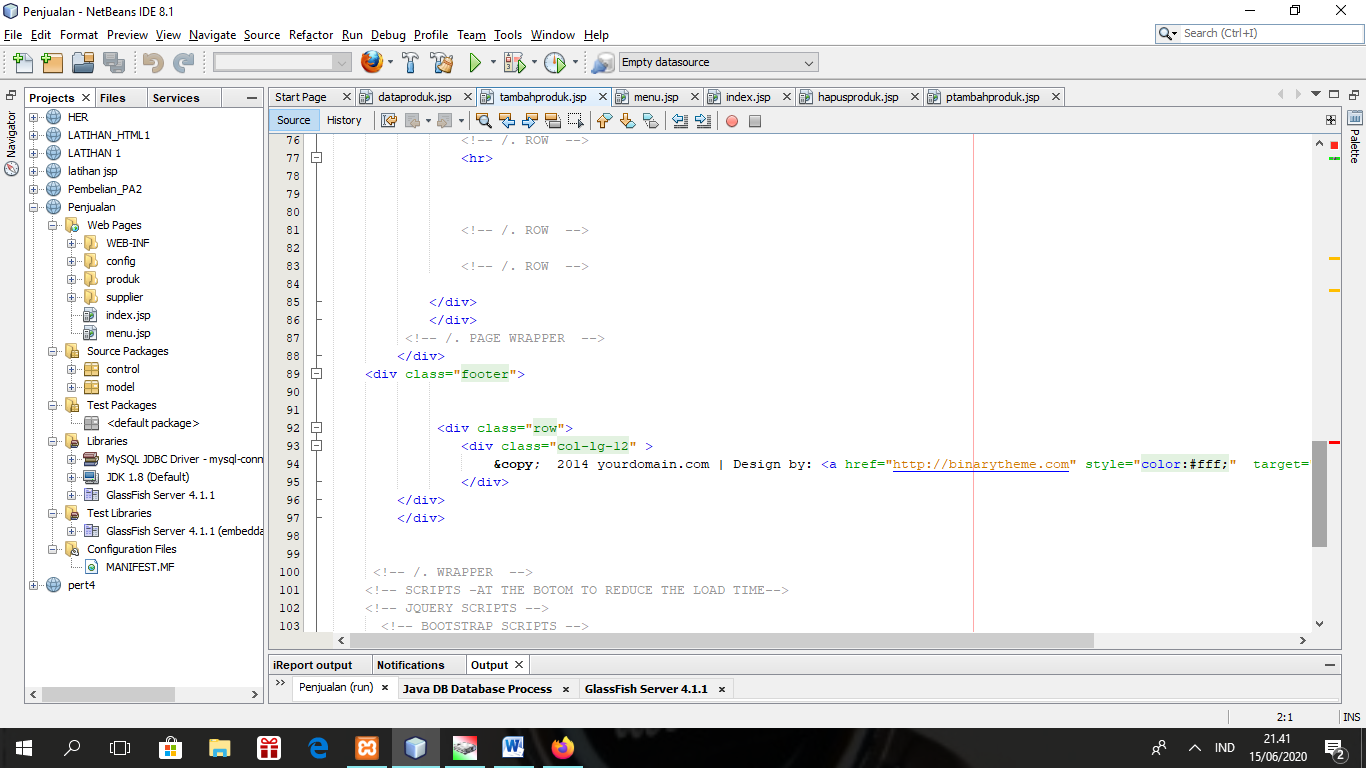 Penjualan - NetBeans IDE 8.1
File Edit Format Preview View Navigate Source Refactor Run Debug Profile Team Tools Window Help
Search (Ctrl+I)
Empty datasource
Navigator
Projects Files Services
HER
LATIHAN_HTML1
LATIHAN 1
latihan jsp
Pembelian_PA2
Penjualan
Web Pages
WEB-INF
config
produk
supplier
index.jsp
menu.jsp
Source Packages
control
model
Test Packages
<default package>
Libraries
MySQL JDBC Driver - mysql-conn
JDK 1.8 (Default)
GlassFish Server 4.1.1
Test Libraries
GlassFish Server 4.1.1 (embedda
Configuration Files
MANIFEST.MF
pert4
Start Page dataproduk.jsp tambahproduk.jsp menu.jsp index.jsp hapusproduk.jsp ptambahproduk.jsp
Source History
Palette
76 <!-- /. ROW  -->
77 <hr>
78
79
80
81 <!-- /. ROW  -->
82
83 <!-- /. ROW  -->
84
85 </div>
86 </div>
87 <!-- /. PAGE WRAPPER  -->
88 </div>
89 <div class="footer">
90
91
92 <div class="row">
93 <div class="col-lg-12" >
94 &copy;  2014 yourdomain.com | Design by: <a href="http://binarytheme.com" style="color:#fff;"  target=
95 </div>
96 </div>
97 </div>
98
99
100 <!-- /. WRAPPER  -->
101 <!-- SCRIPTS -AT THE BOTOM TO REDUCE THE LOAD TIME-->
102 <!-- JQUERY SCRIPTS -->
103 <!-- BOOTSTRAP SCRIPTS -->
iReport output Notifications Output
Penjualan (run) Java DB Database Process GlassFish Server 4.1.1
2:1 INS
IND
21.41
15/06/2020
2